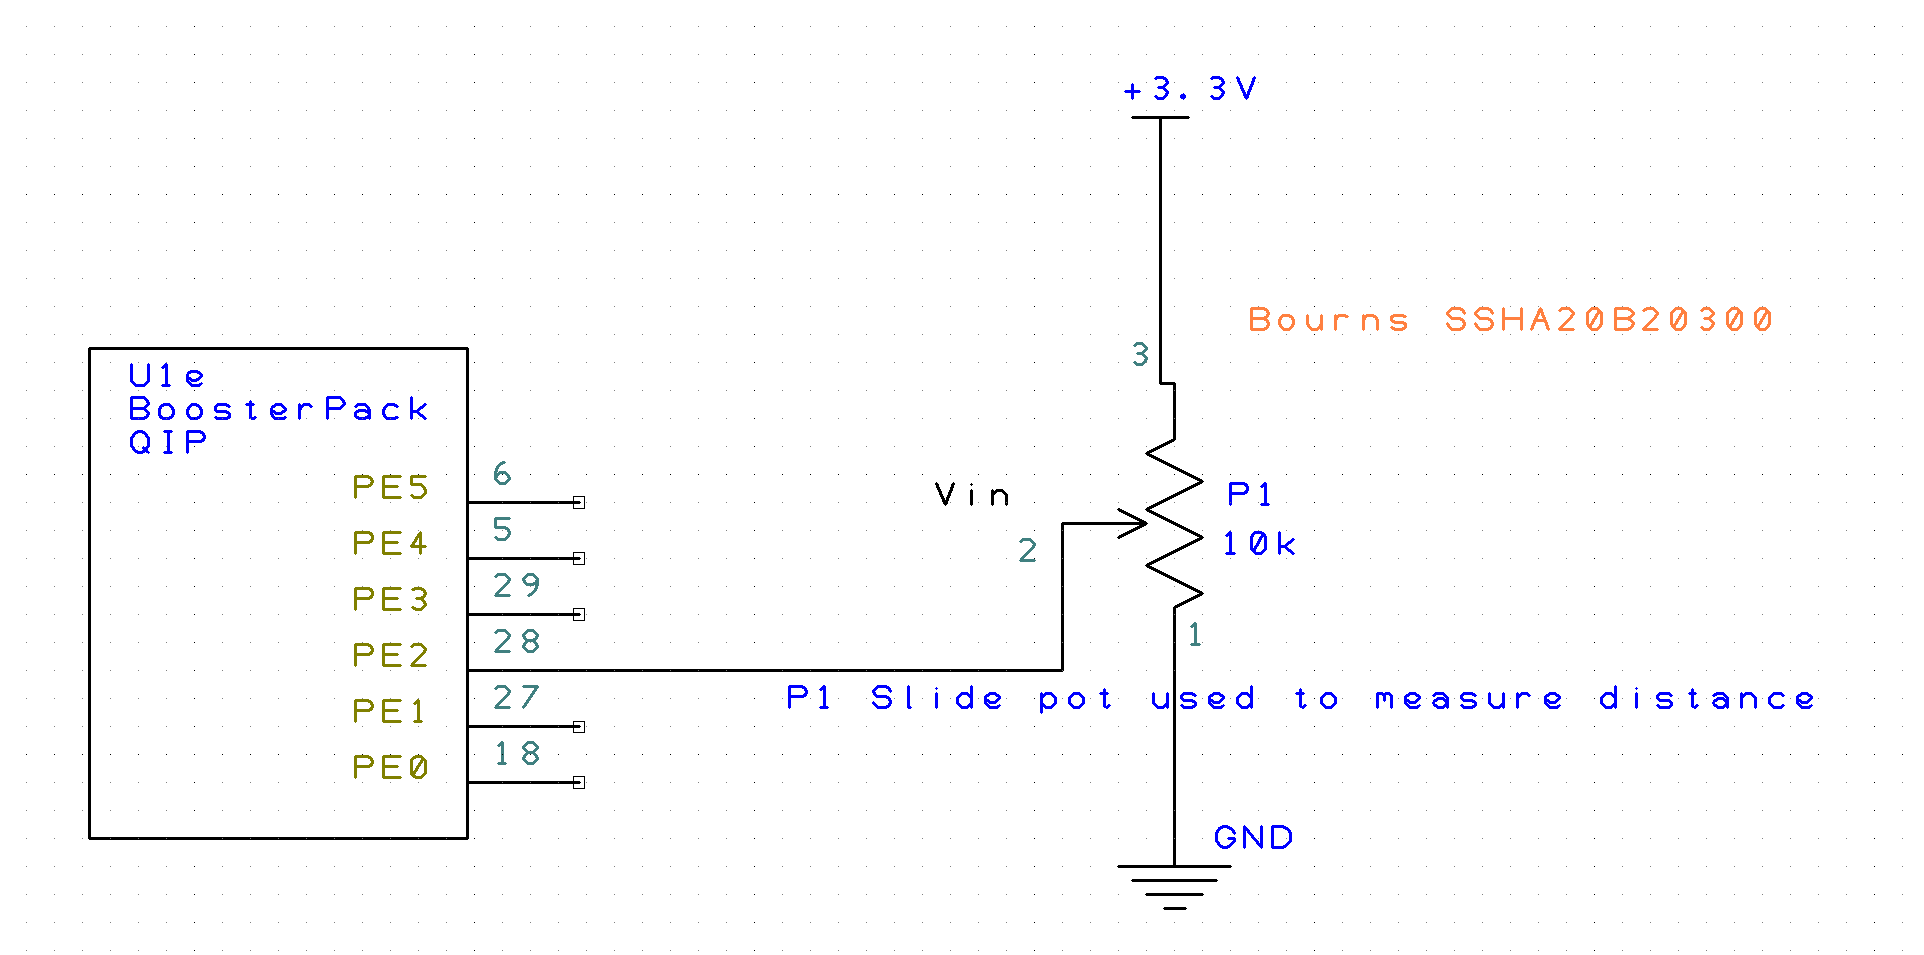 +3.3V
Bourns SSHA20B20300
3
U1e
BoosterPack
QIP
PE5 6
PE4 5
PE3 29
PE2 28
PE1 27
PE0 18
Vin
2
P1
10k
1
P1 Slide pot used to measure distance
GND